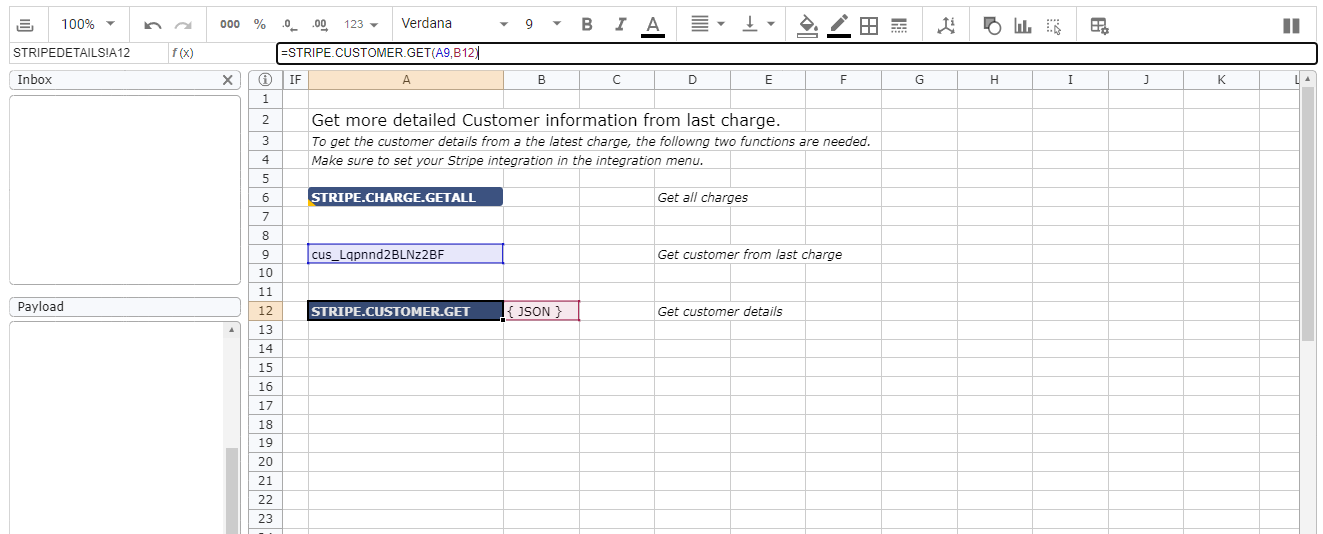 100% 000 % .0 .00 123 Verdana 9 B I A
STRIPEDETAILS!A12 f(x) =STRIPE.CUSTOMER.GET(A9,B12)
Inbox
IF A B C D E F G H I J K L
1
2 Get more detailed Customer information from last charge.
3 To get the customer details from a the latest charge, the followng two functions are needed.
4 Make sure to set your Stripe integration in the integration menu.
5
6 STRIPE.CHARGE.GETALL Get all charges
7
8
9 cus_Lqpnnd2BLNz2BF Get customer from last charge
10
11
Payload
12 STRIPE.CUSTOMER.GET { JSON } Get customer details
13
14
15
16
17
18
19
20
21
22
23